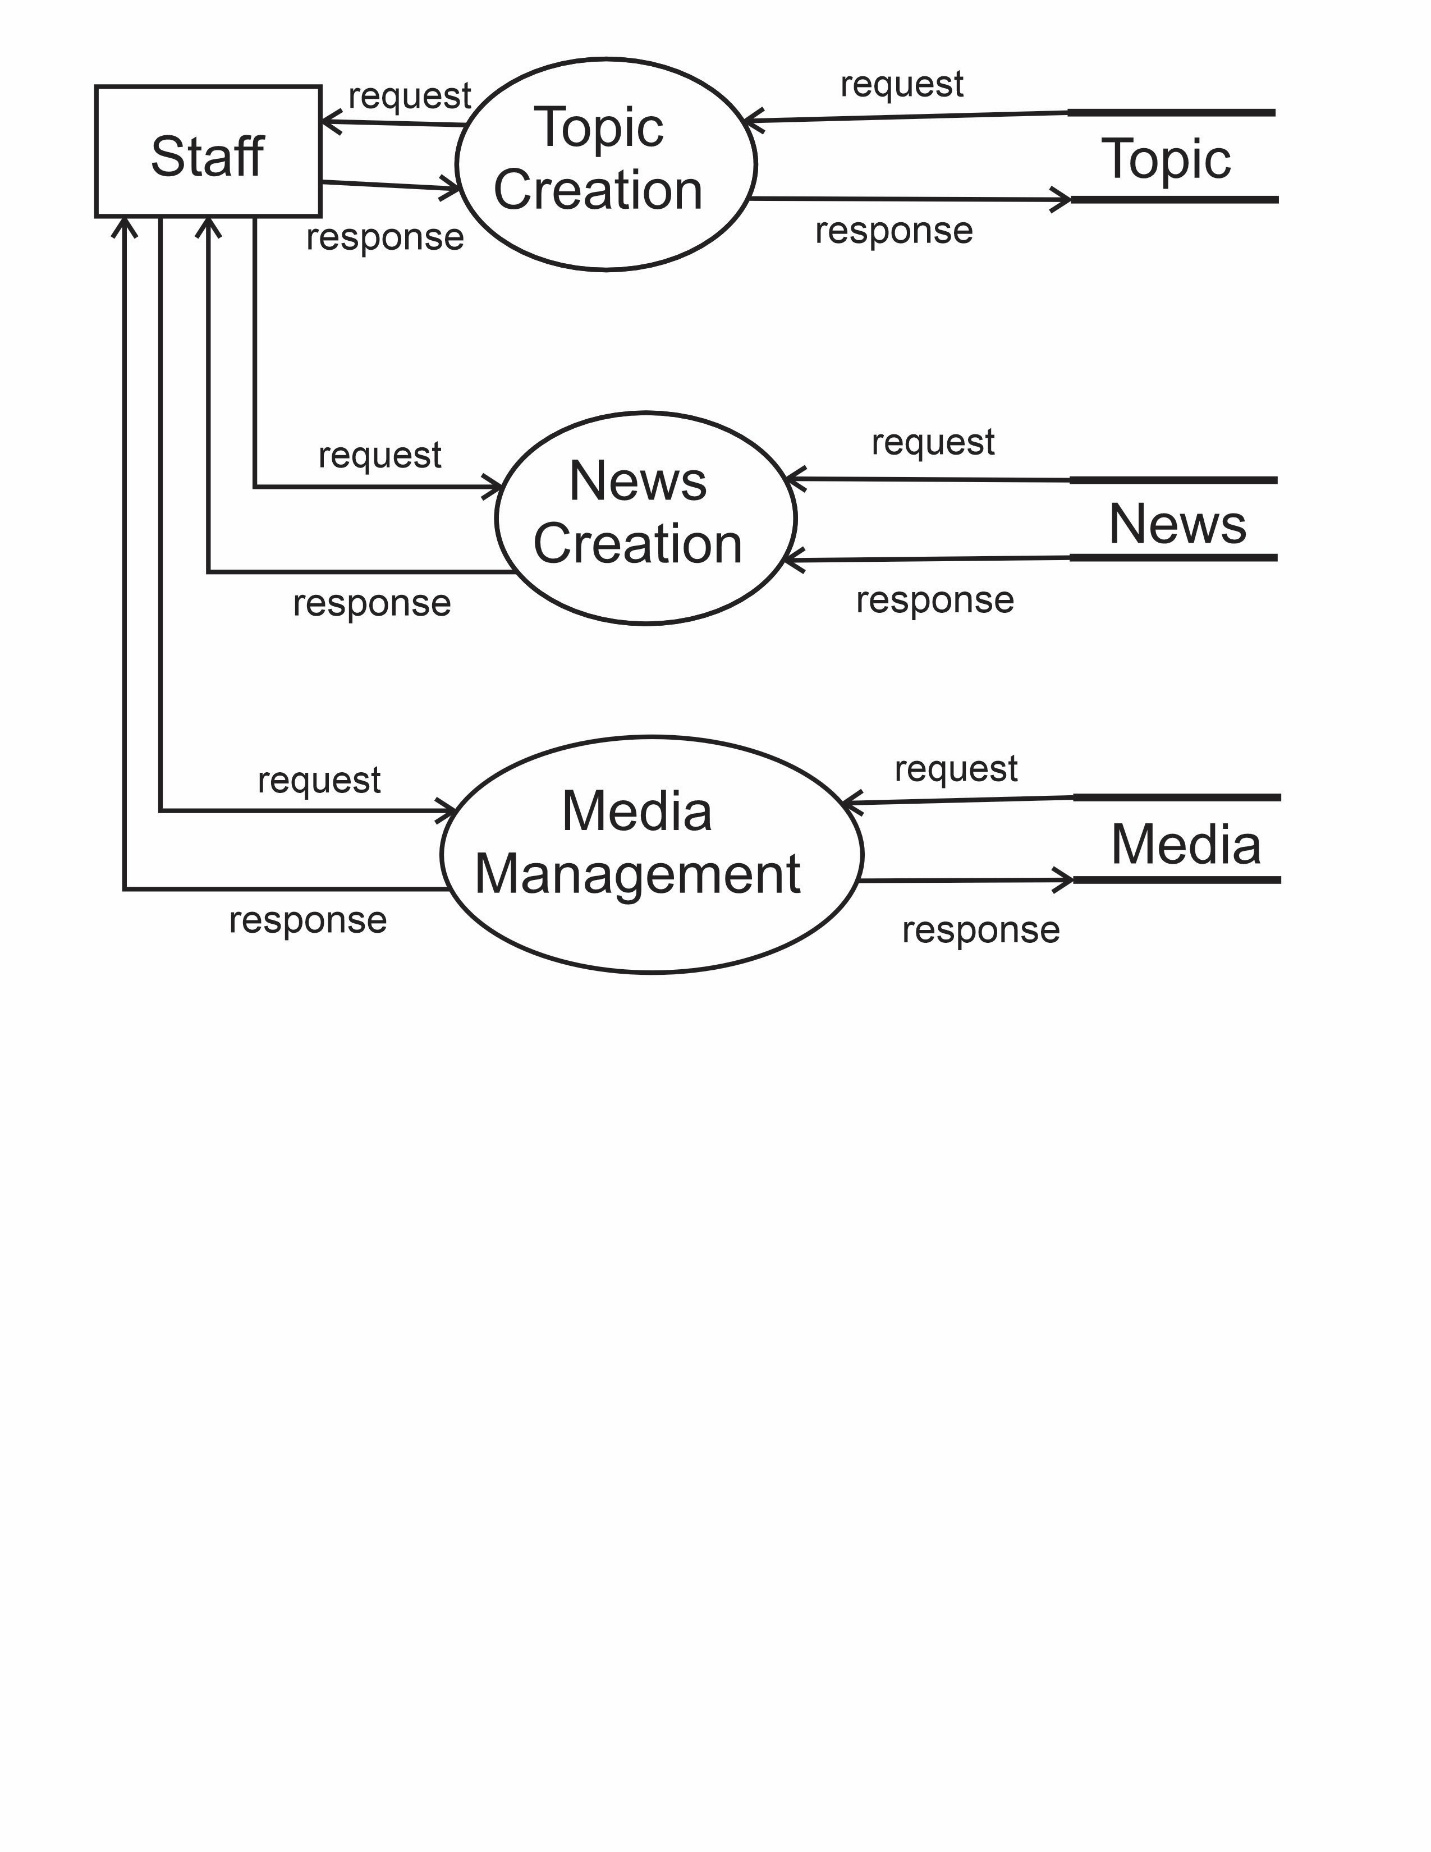 Staff
request
response
Topic
Creation
request
response
Topic
request
response
News
Creation
request
response
News
request
response
Media
Management
request
response
Media